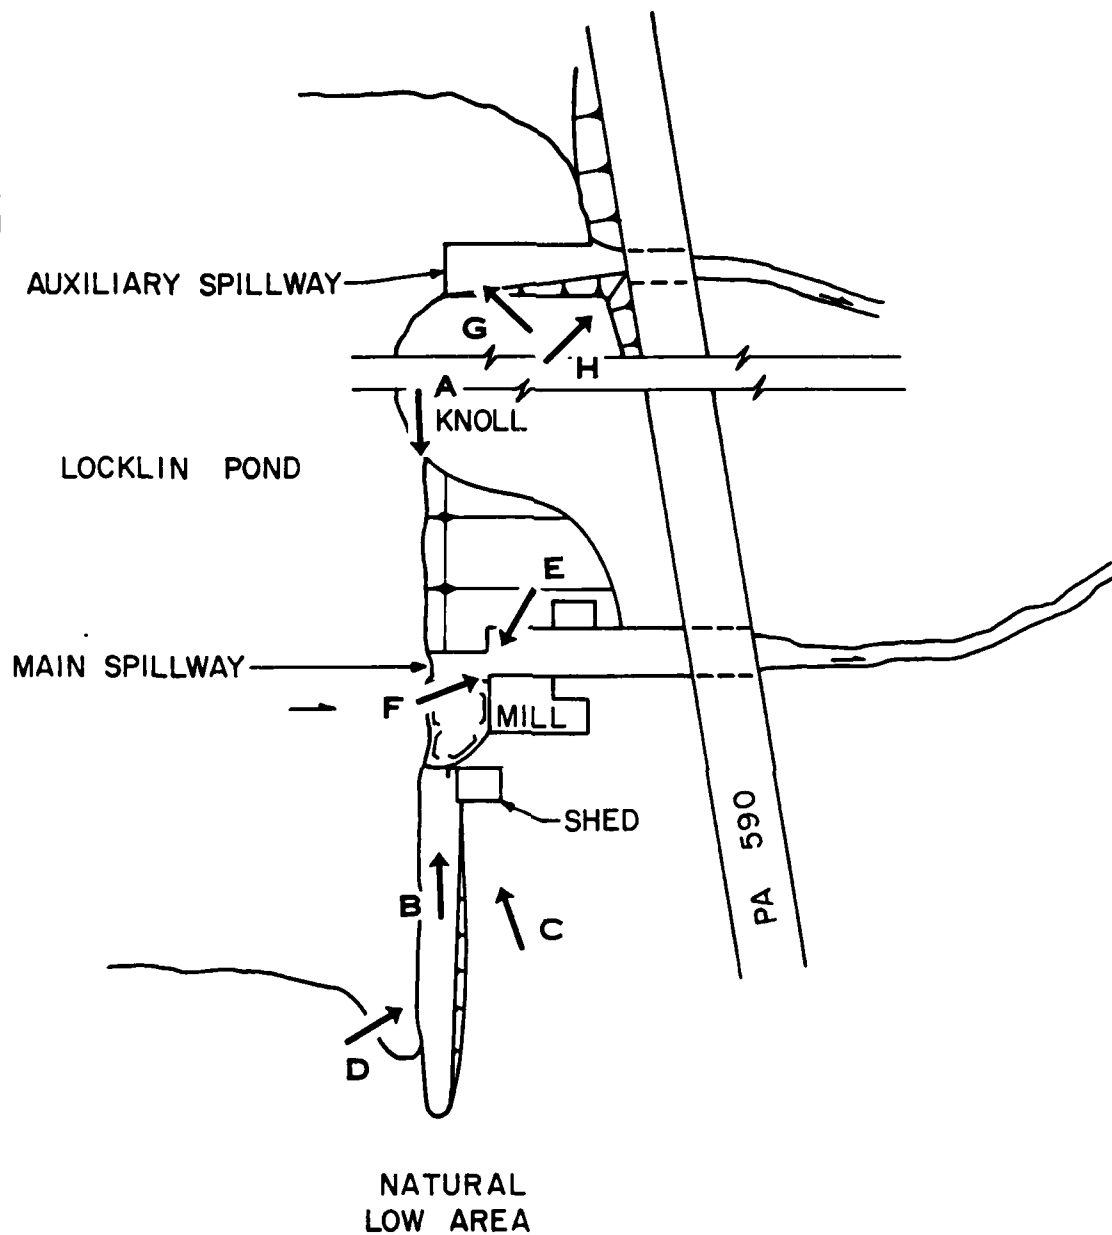 AUXILIARY SPILLWAY
G
H
A
KNOLL
LOCKLIN POND
E
MAIN SPILLWAY
F
MILL
SHED
PA 590
B
C
D
NATURAL
LOW AREA